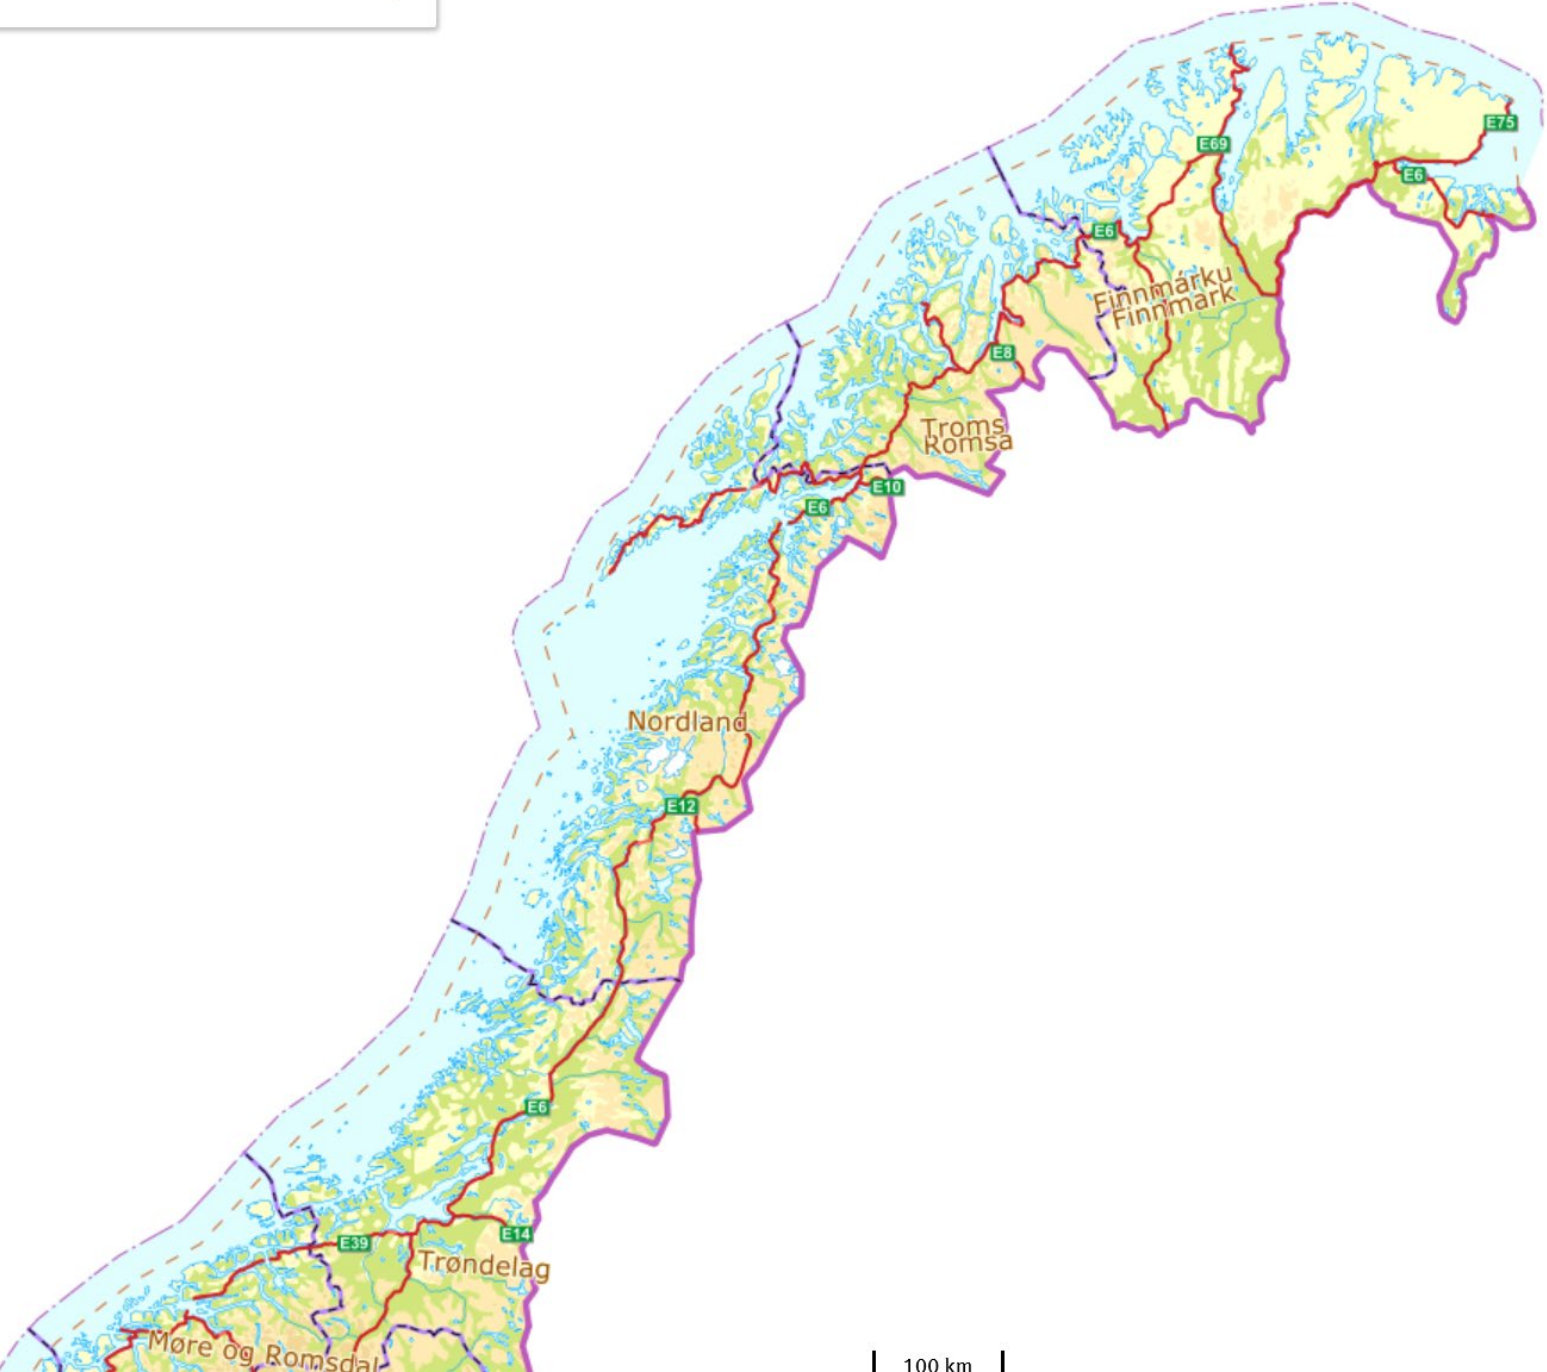 E75
E69
E6
E6
Finnmárku
Finnmark
E8
Troms
Romsa
E10
E6
Nordland
E12
E6
E14
E39
Trøndelag
Møre og Romsdal
100 km